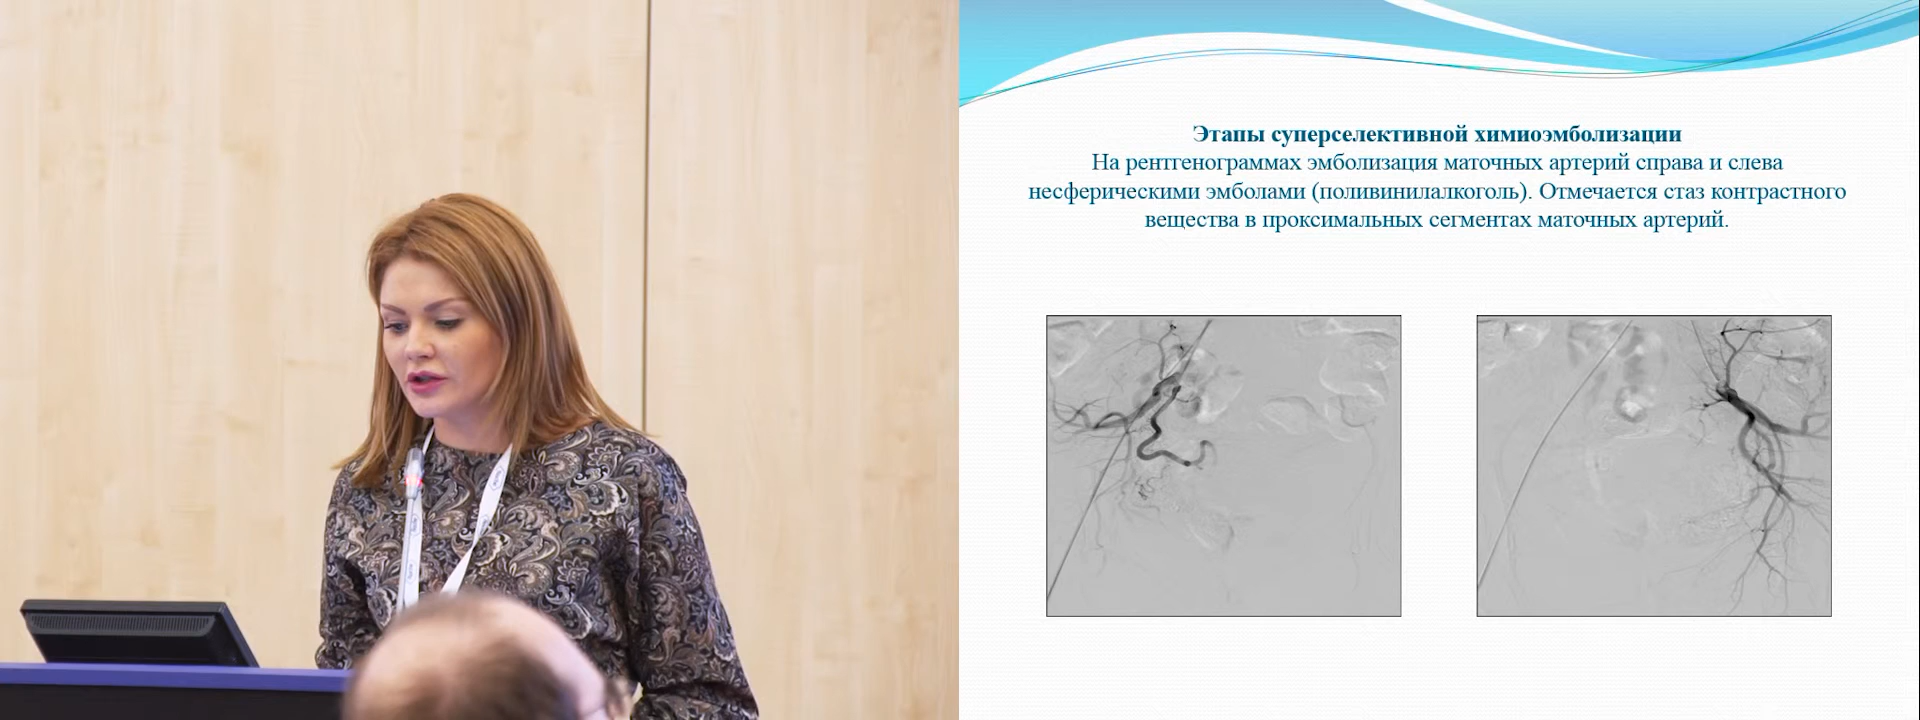 Этапы суперселективной химиоэмболизации
На рентгенограммах эмболизация маточных артерий справа и слева
несферическими эмболами (поливинилалкоголь). Отмечается стаз контрастного
вещества в проксимальных сегментах маточных артерий.